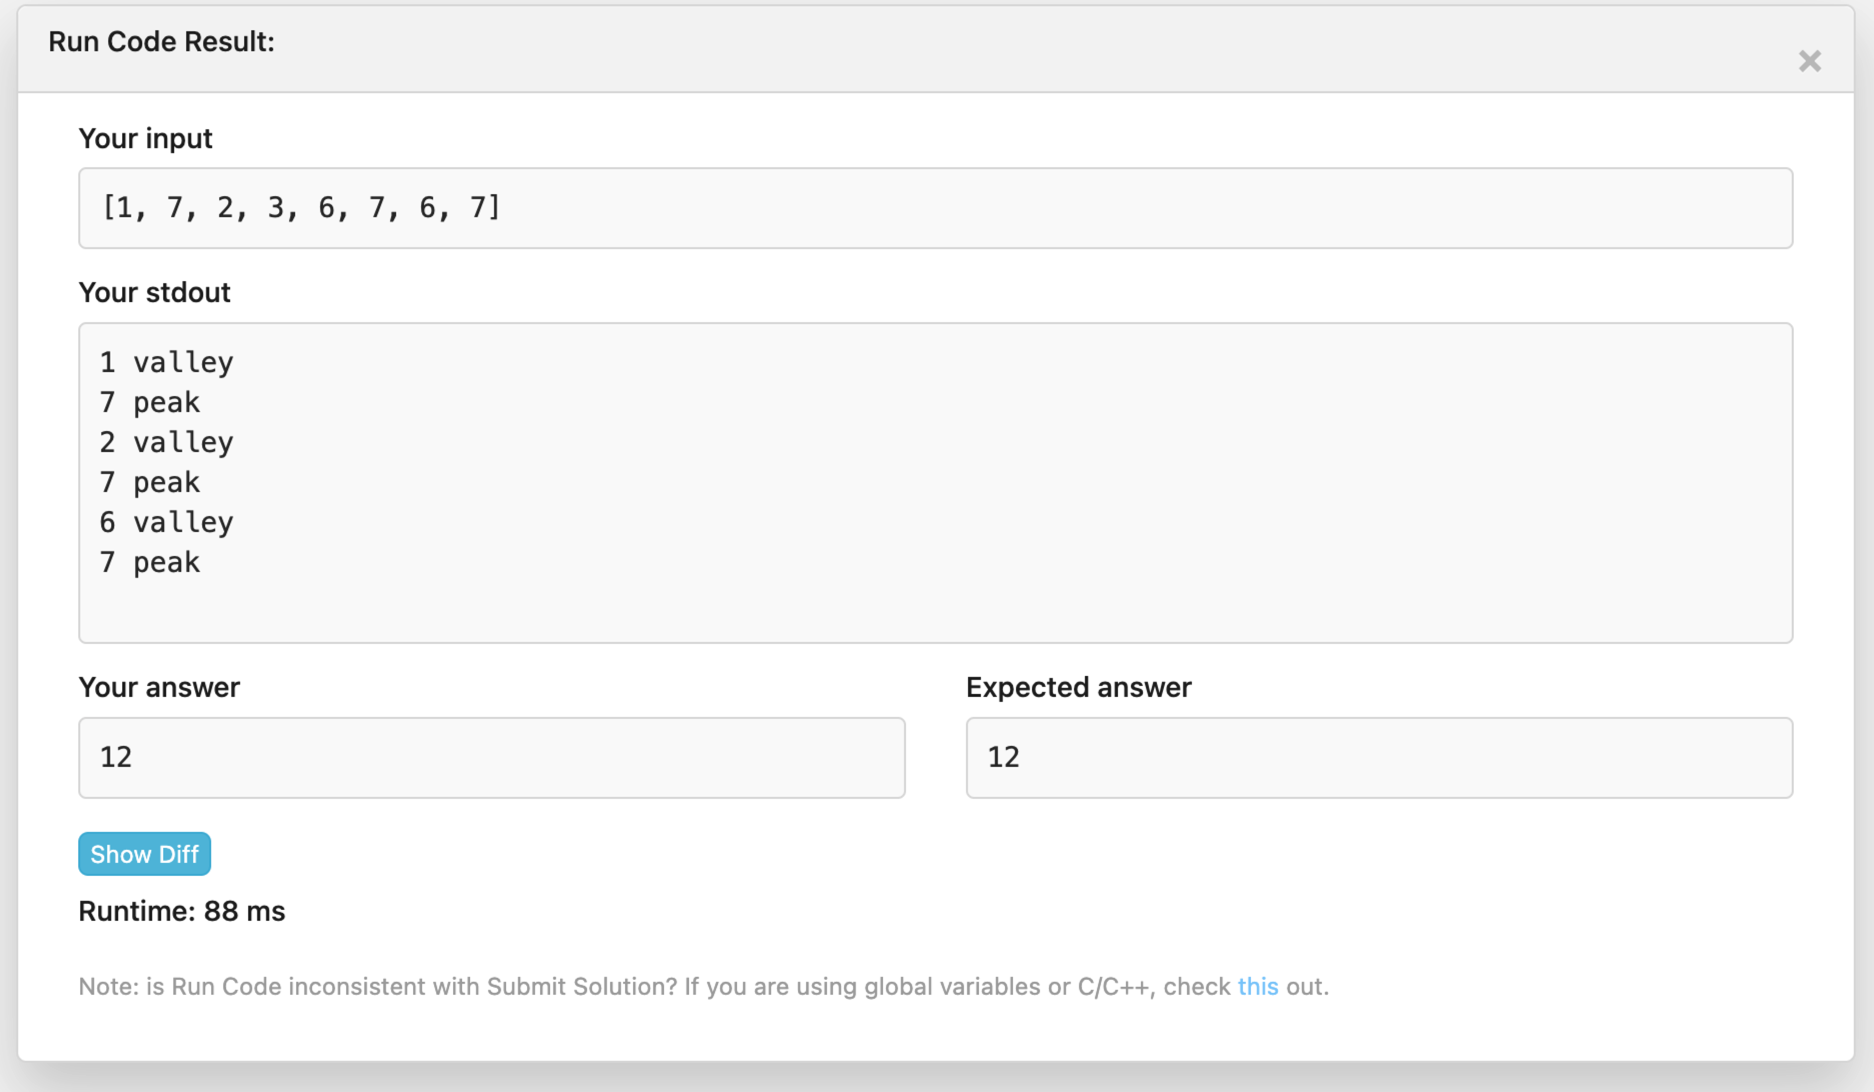 Run Code Result:
×
Your input
[1, 7, 2, 3, 6, 7, 6, 7]
Your stdout
1 valley
7 peak
2 valley
7 peak
6 valley
7 peak
Your answer
Expected answer
12
12
Show Diff
Runtime: 88 ms
Note: is Run Code inconsistent with Submit Solution? If you are using global variables or C/C++, check this out.